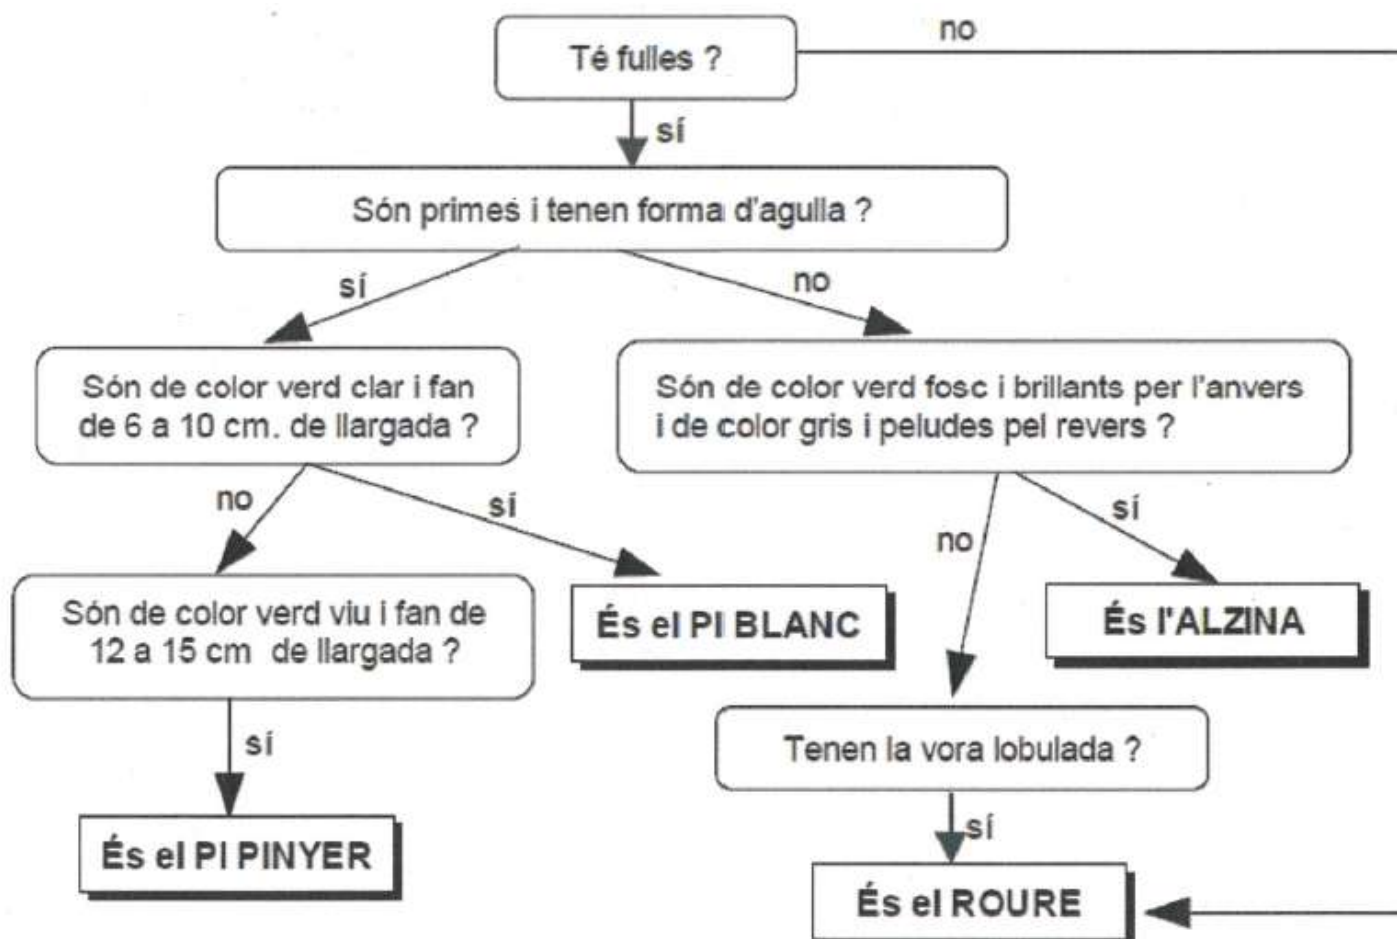 Té fulles ?
no
sí
Són primes i tenen forma d'agulla ?
sí
no
Són de color verd clar i fan
de 6 a 10 cm. de llargada ?
Són de color verd fosc i brillants per l'anvers
i de color gris i peludes pel revers ?
no
sí
no
sí
Són de color verd viu i fan de
12 a 15 cm de llargada ?
És el PI BLANC
És l'ALZINA
sí
Tenen la vora lobulada ?
sí
És el PI PINYER
És el ROURE